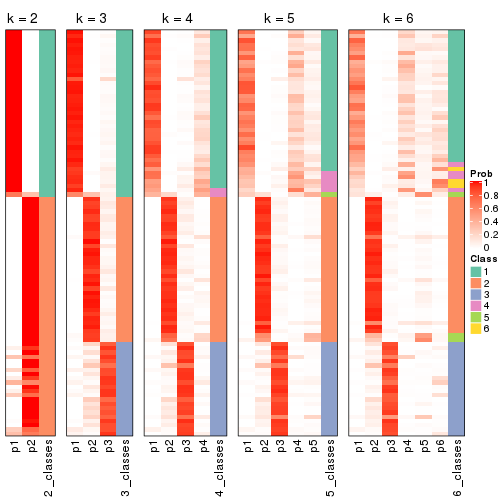 k = 2
k = 3
k = 4
k = 5
k = 6
p1
p2
2_classes
p1
p2
p3
3_classes
p1
p2
p3
p4
4_classes
p1
p2
p3
p4
p5
5_classes
p1
p2
p3
p4
p5
p6
6_classes
Prob
1
0.8
0.6
0.4
0.2
0
Class
1
2
3
4
5
6